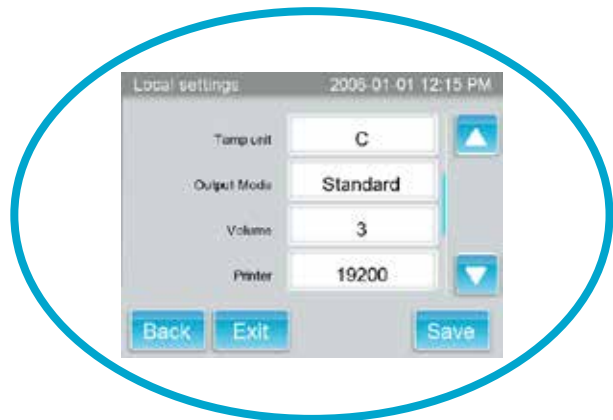 Local settings 2006-01-01 12:15 PM
Temp unit C
Output Mode Standard
Volume 3
Printer 19200
Back Exit Save